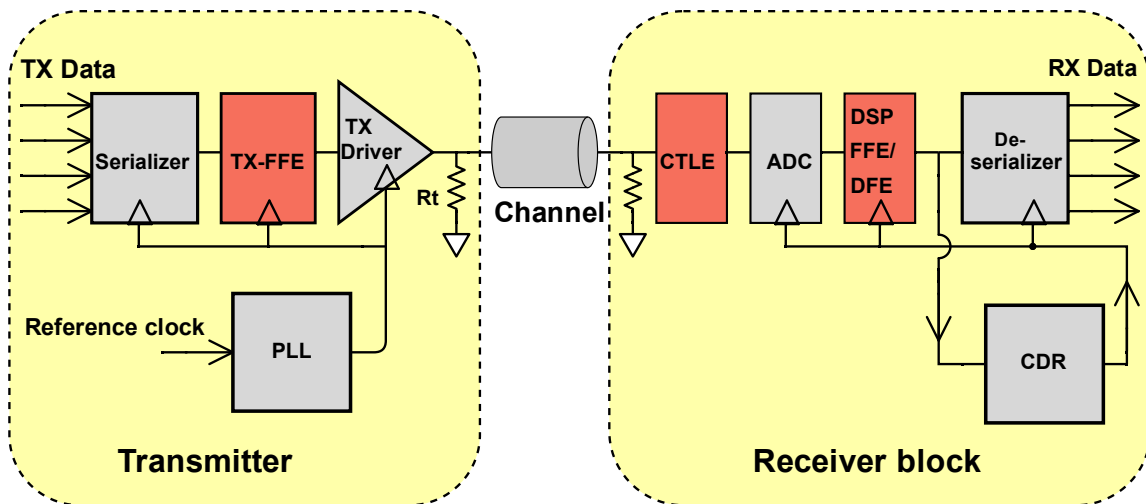 TX Data
Serializer
TX-FFE
TX
Driver
Rt
Reference clock
PLL
Transmitter
Channel
RX Data
CTLE
ADC
DSP
FFE/
DFE
De-
serializer
CDR
Receiver block